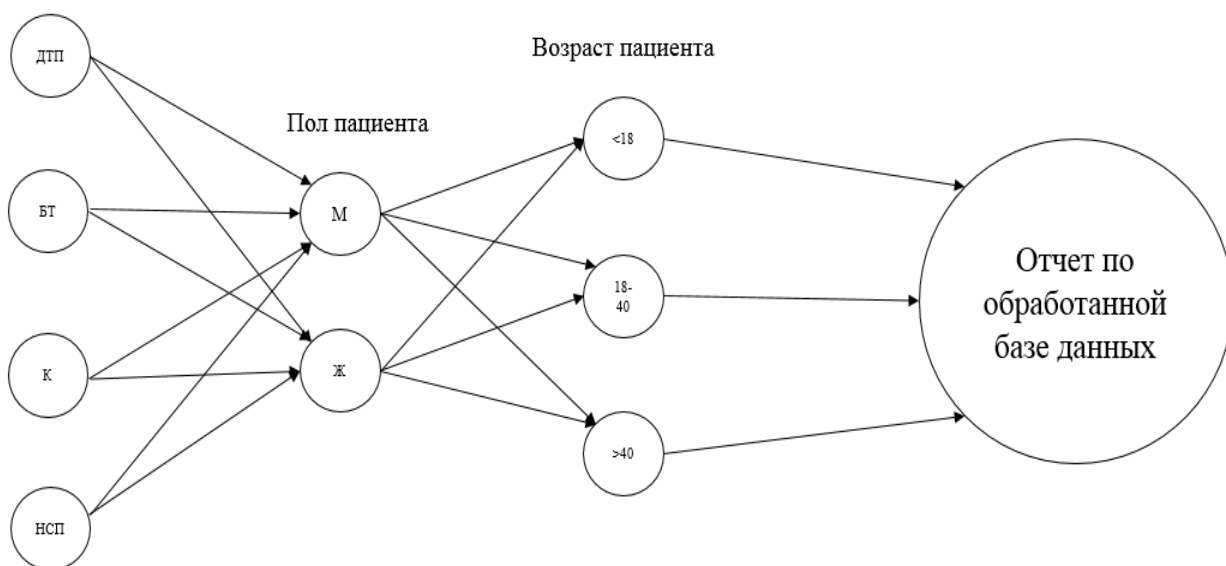 ДТП
БТ
К
НСП
Пол пациента
М
Ж
Возраст пациента
<18
18-
40
>40
Отчет по
обработанной
базе данных